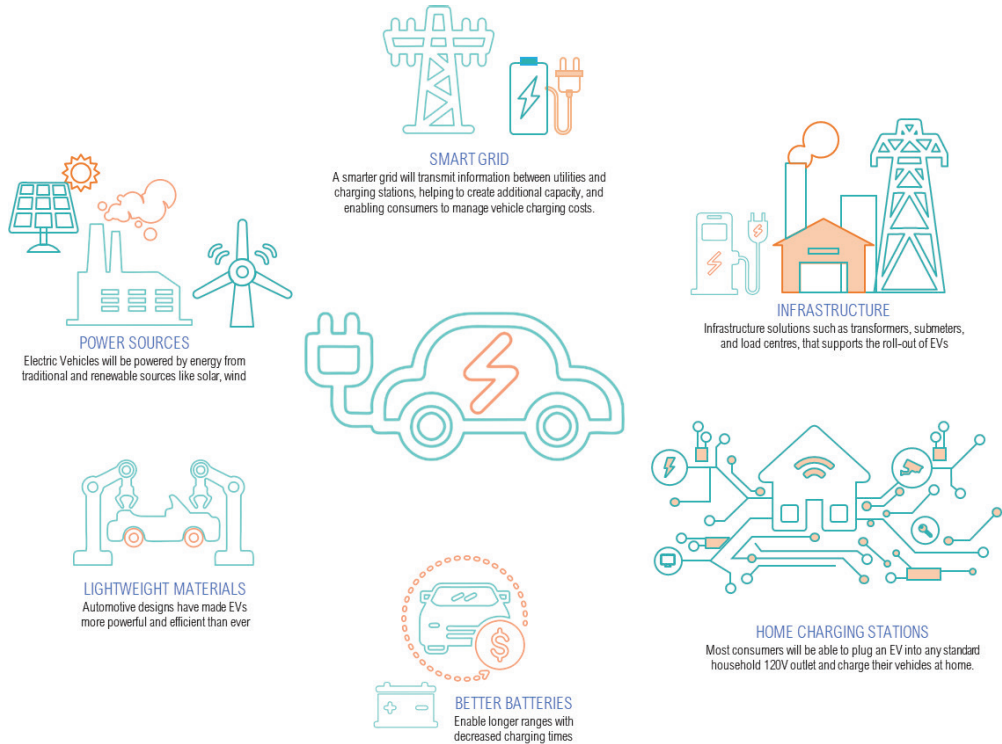 SMART GRID
A smarter grid will transmit information between utilities and
charging stations, helping to create additional capacity, and
enabling consumers to manage vehicle charging costs.
POWER SOURCES
Electric Vehicles will be powered by energy from
traditional and renewable sources like solar, wind
INFRASTRUCTURE
Infrastructure solutions such as transformers, submeters,
and load centres, that supports the roll-out of EVs
LIGHTWEIGHT MATERIALS
Automotive designs have made EVs
more powerful and efficient than ever
HOME CHARGING STATIONS
Most consumers will be able to plug an EV into any standard
household 120V outlet and charge their vehicles at home.
$
BETTER BATTERIES
Enable longer ranges with
decreased charging times